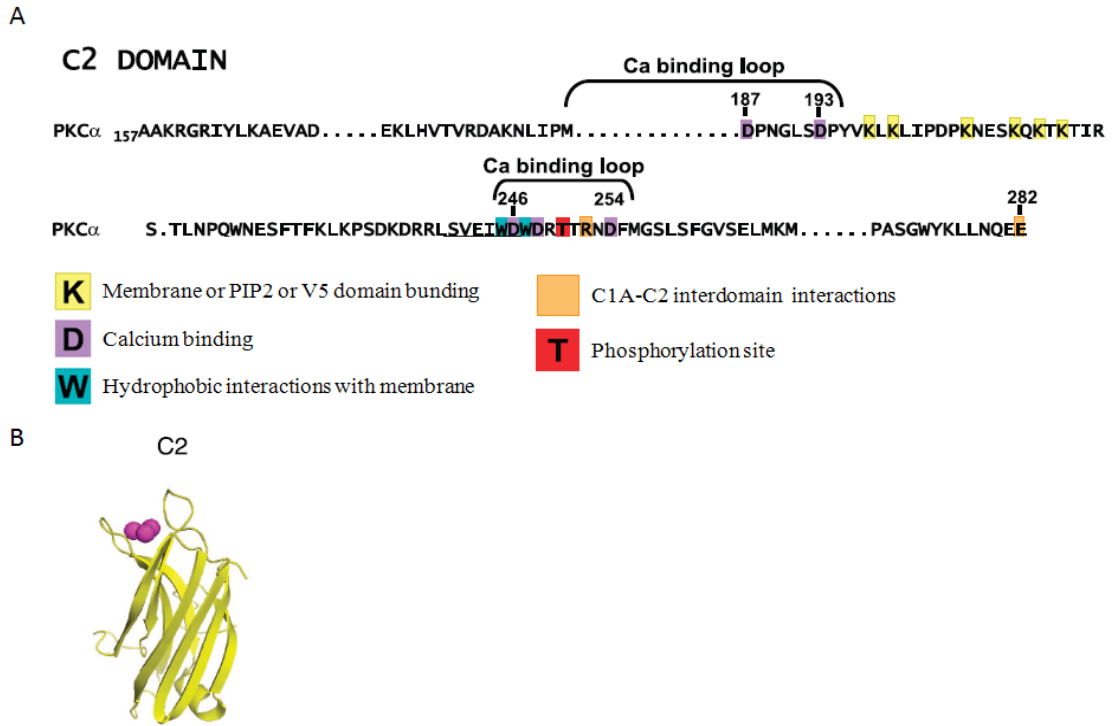 A
C2 DOMAIN
Ca binding loop
187 193
PKCα 157AAKRGRIYLKAEVAD.....EKLHVTVRDAKNLIPM...............DPNGLSDPYVKLKLIPDPKNESKQKTKTIR
Ca binding loop
246 254 282
PKCα S.TLNPQWNESFTFKLKPSDKDRRLSVEIWDWDRTTRNDFMGSLSFGVSELMKM......PASGWYKLLNQEE
K Membrane or PIP2 or V5 domain bunding
C1A-C2 interdomain interactions
D Calcium binding
T Phosphorylation site
W Hydrophobic interactions with membrane
B
C2